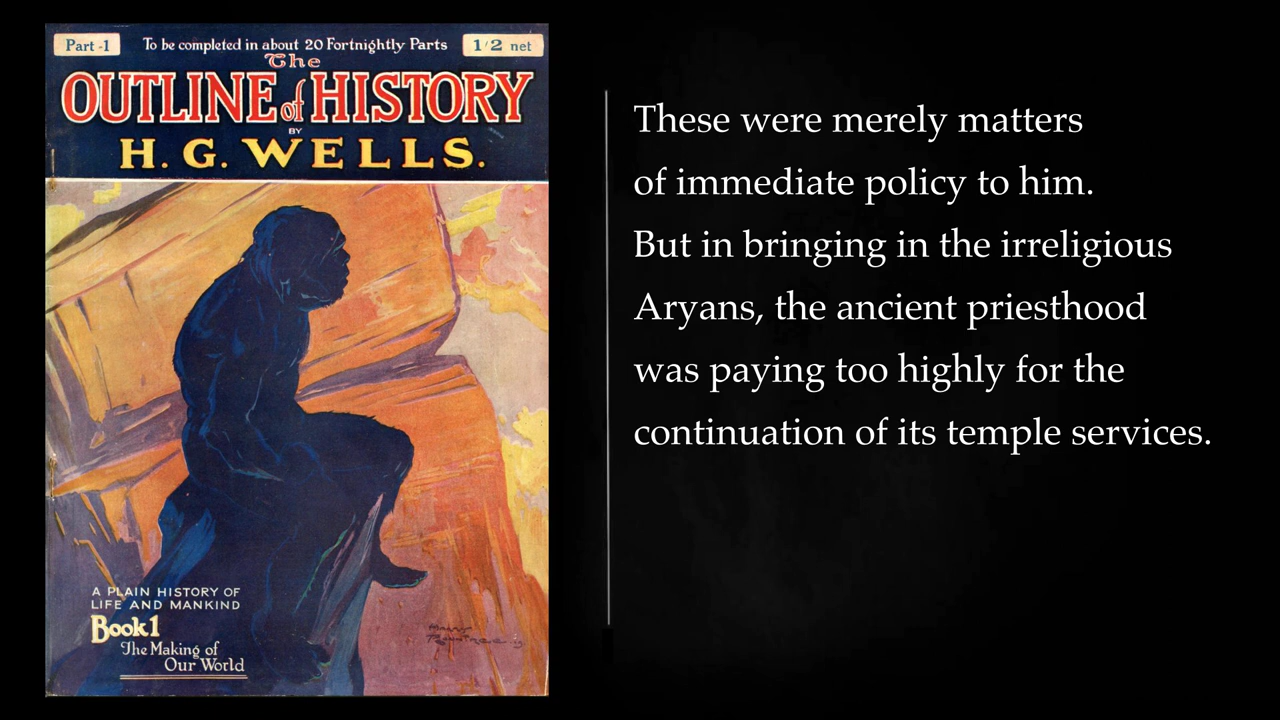 Part -1
To be completed in about 20 Fortnightly Parts
1/2 net
The
OUTLINE of HISTORY
BY
H. G. WELLS.
A PLAIN HISTORY OF
LIFE AND MANKIND
Book 1
The Making of
Our World
These were merely matters
of immediate policy to him.
But in bringing in the irreligious
Aryans, the ancient priesthood
was paying too highly for the
continuation of its temple services.